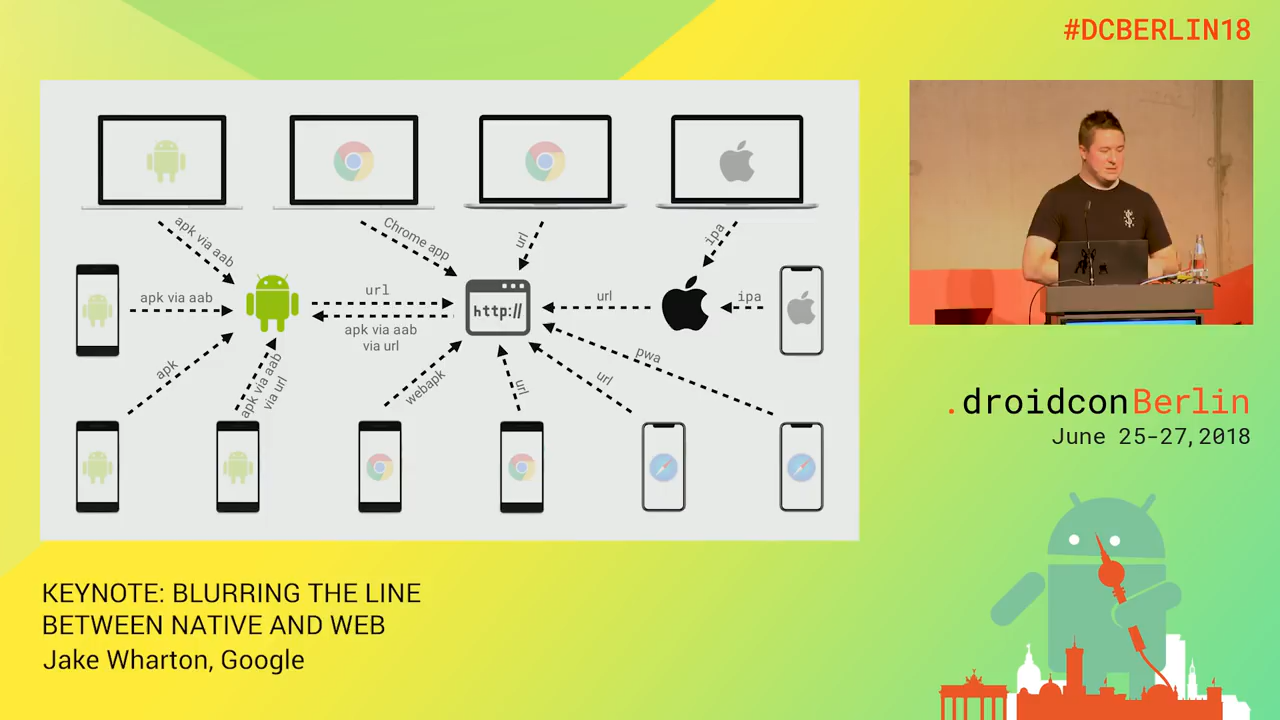 #DCBERLIN18
apk via aab
Chrome app
url
ipa
apk via aab
url
apk via aab
via url
http://
url
ipa
apk
apk via aab
via url
webapk
url
url
pwa
.droidconBerlin
June 25-27,2018
KEYNOTE: BLURRING THE LINE
BETWEEN NATIVE AND WEB
Jake Wharton, Google